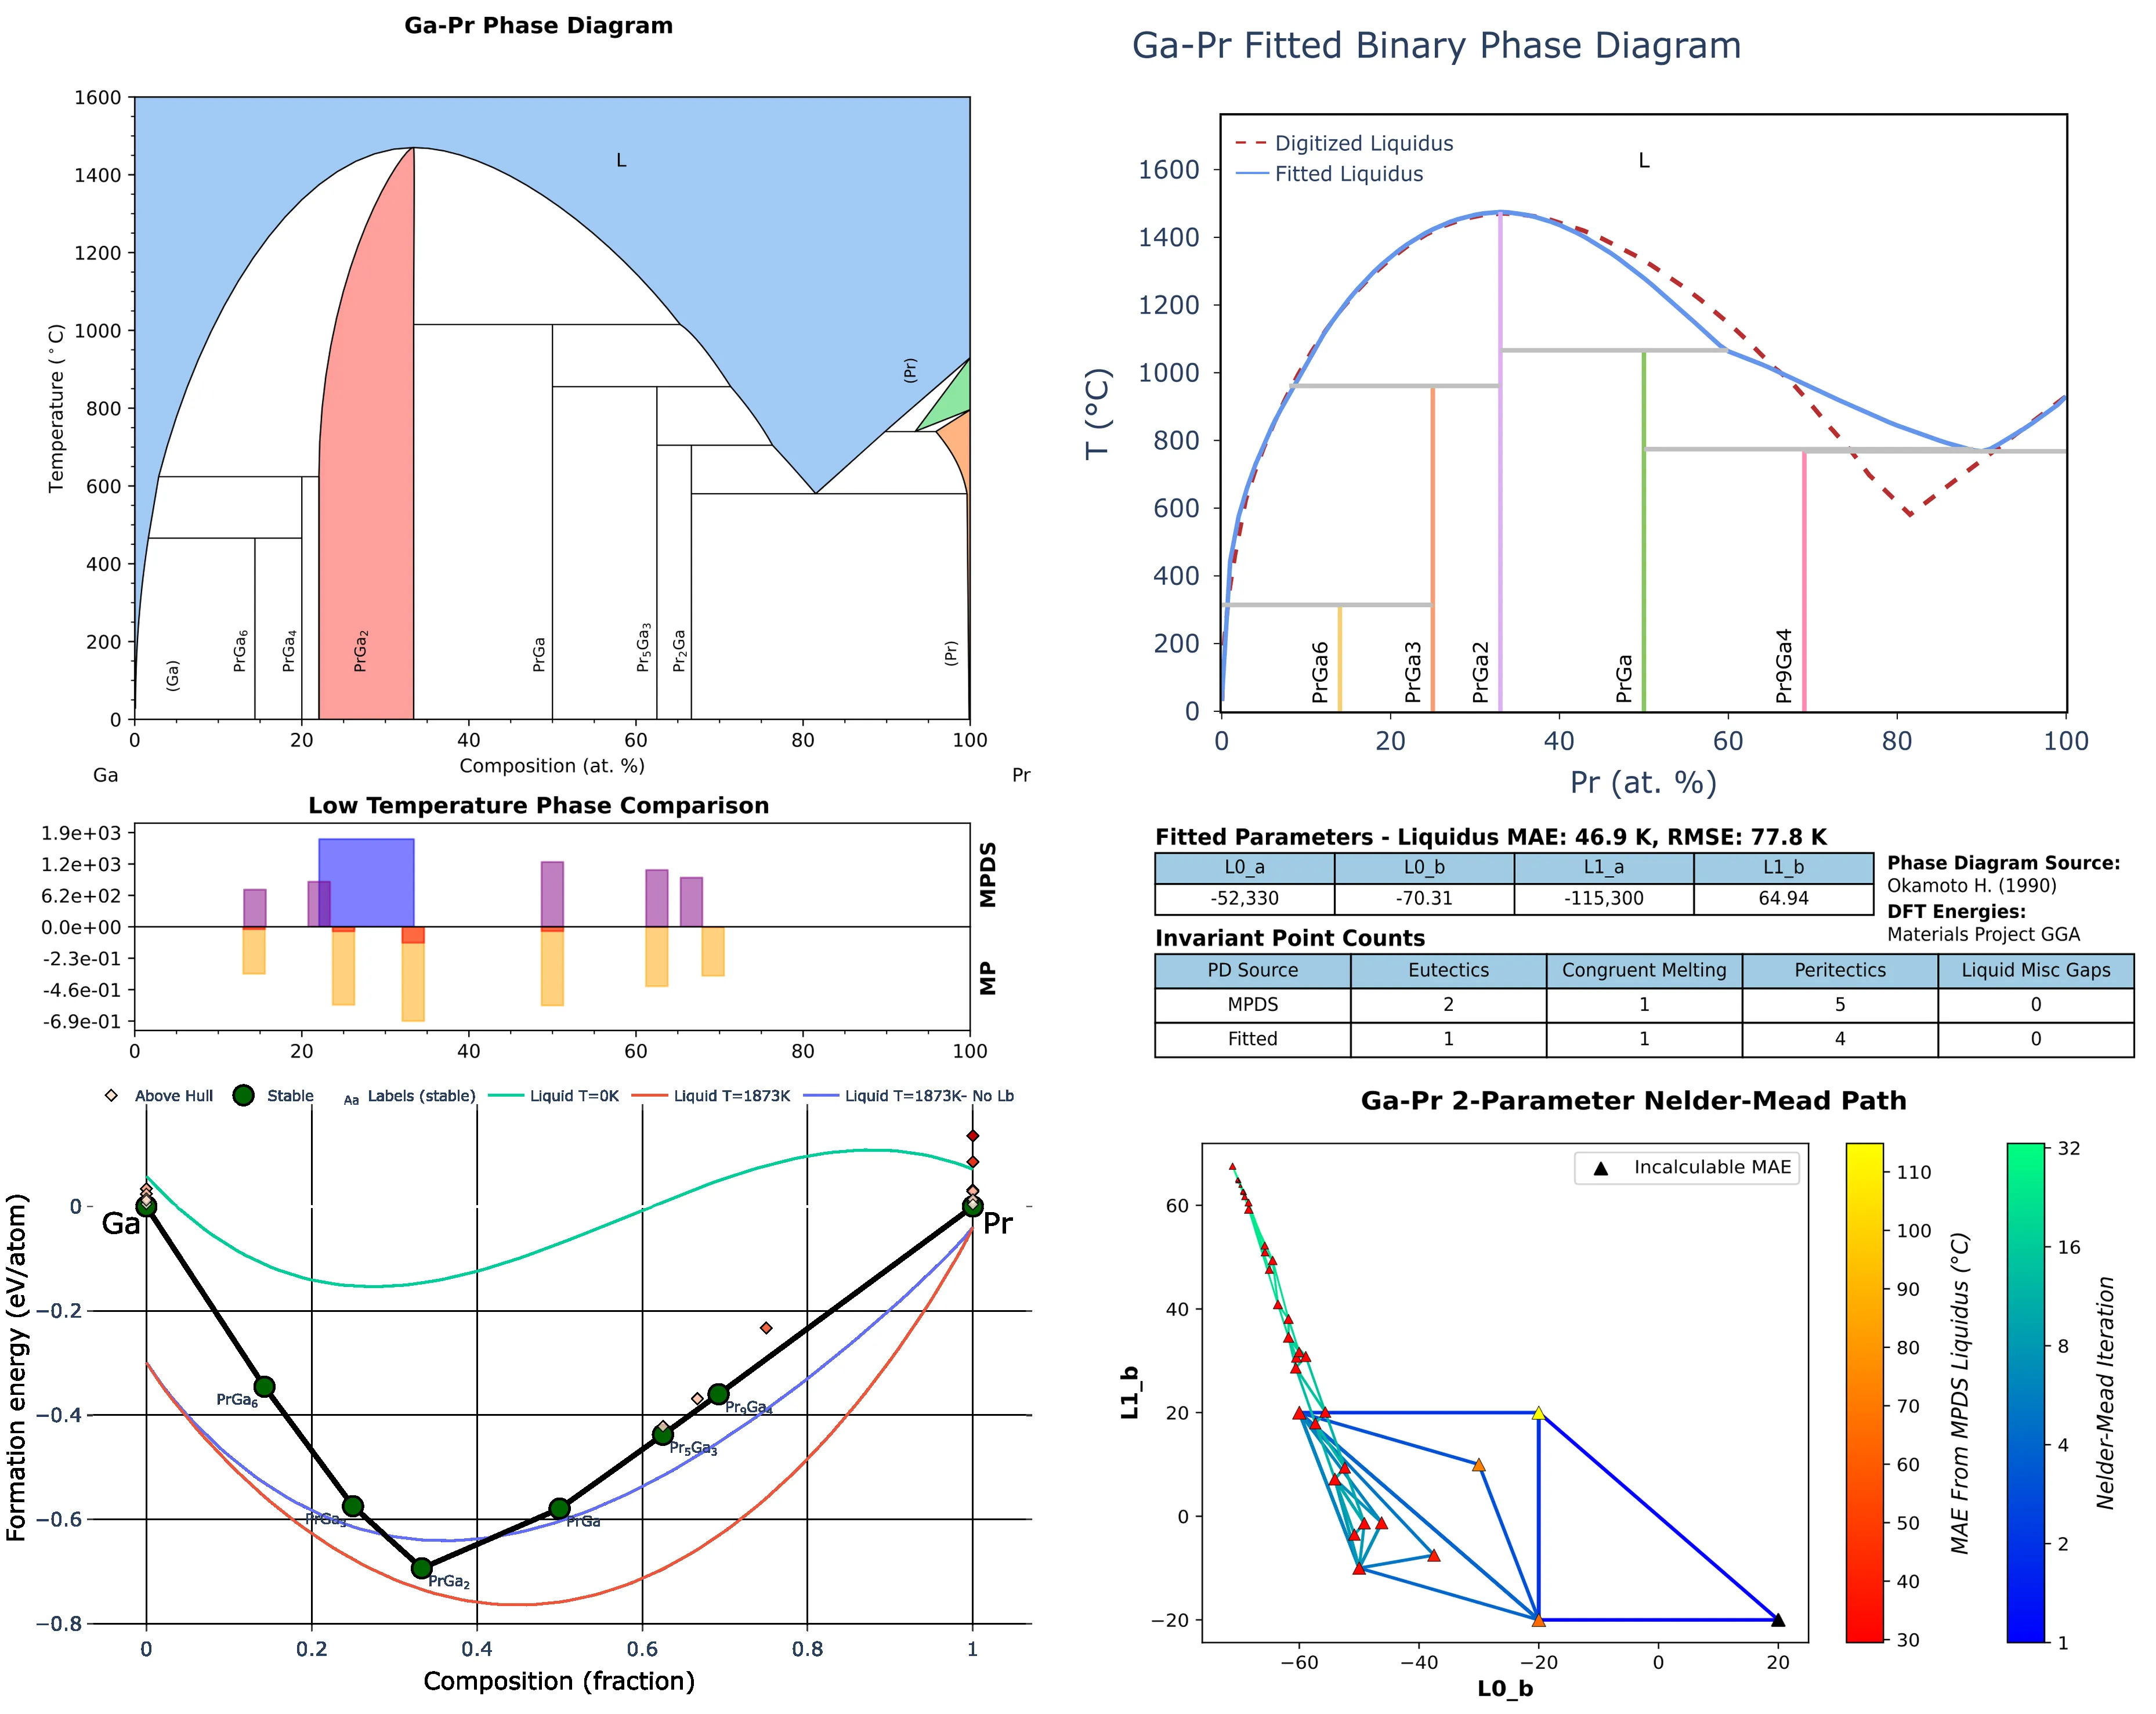 Ga-Pr Phase Diagram
1600
1400
1200
1000
800
600
400
200
0
Temperature (°C)
L
(Pr)
(Ga)
PrGa6
PrGa4
PrGa2
PrGa
Pr5Ga3
Pr2Ga
(Pr)
0 20 40 60 80 100
Composition (at. %)
Ga Pr
Low Temperature Phase Comparison
1.9e+03
1.2e+03
6.2e+02
0.0e+00
-2.3e-01
-4.6e-01
-6.9e-01
MPDS
MP
0 20 40 60 80 100
Above Hull Stable Aa Labels (stable) Liquid T=0K Liquid T=1873K Liquid T=1873K- No Lb
0
−0.2
−0.4
−0.6
−0.8
Formation energy (eV/atom)
Ga
Pr
PrGa6
Pr9Ga4
Pr5Ga3
PrGa3
PrGa
PrGa2
0 0.2 0.4 0.6 0.8 1
Composition (fraction)
Ga-Pr Fitted Binary Phase Diagram
Digitized Liquidus
Fitted Liquidus
L
1600
1400
1200
1000
800
600
400
200
0
T (°C)
PrGa6
PrGa3
PrGa2
PrGa
Pr9Ga4
0 20 40 60 80 100
Pr (at. %)
Fitted Parameters - Liquidus MAE: 46.9 K, RMSE: 77.8 K
L0_a L0_b L1_a L1_b
-52,330 -70.31 -115,300 64.94
Phase Diagram Source:
Okamoto H. (1990)
DFT Energies:
Materials Project GGA
Invariant Point Counts
PD Source Eutectics Congruent Melting Peritectics Liquid Misc Gaps
MPDS 2 1 5 0
Fitted 1 1 4 0
Ga-Pr 2-Parameter Nelder-Mead Path
Incalculable MAE
60
40
20
0
−20
L1_b
−60 −40 −20 0 20
L0_b
110
100
90
80
70
60
50
40
30
MAE From MPDS Liquidus (°C)
32
16
8
4
2
1
Nelder-Mead Iteration